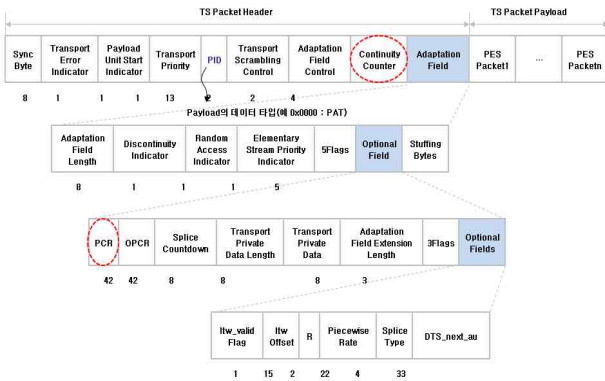 TS Packet Header
TS Packet Payload
Sync Byte
Transport Error Indicator
Payload Unit Start Indicator
Transport Priority
PID
Transport Scrambling Control
Adaptation Field Control
Continuity Counter
Adaptation Field
PES Packet1
...
PES Packetn
8 1 1 1 13 2 2 4
Payload의 데이터 타입(예 0x0000 : PAT)
Adaptation Field Length
Discontinuity Indicator
Random Access Indicator
Elementary Stream Priority Indicator
5Flags
Optional Field
Stuffing Bytes
8 1 1 1 5
PCR
OPCR
Splice Countdown
Transport Private Data Length
Transport Private Data
Adaptation Field Extension Length
3Flags
Optional Fields
42 42 8 8 8 3
ltw_valid Flag
ltw Offset
R
Piecewise Rate
Splice Type
DTS_next_au
1 15 2 22 4 33